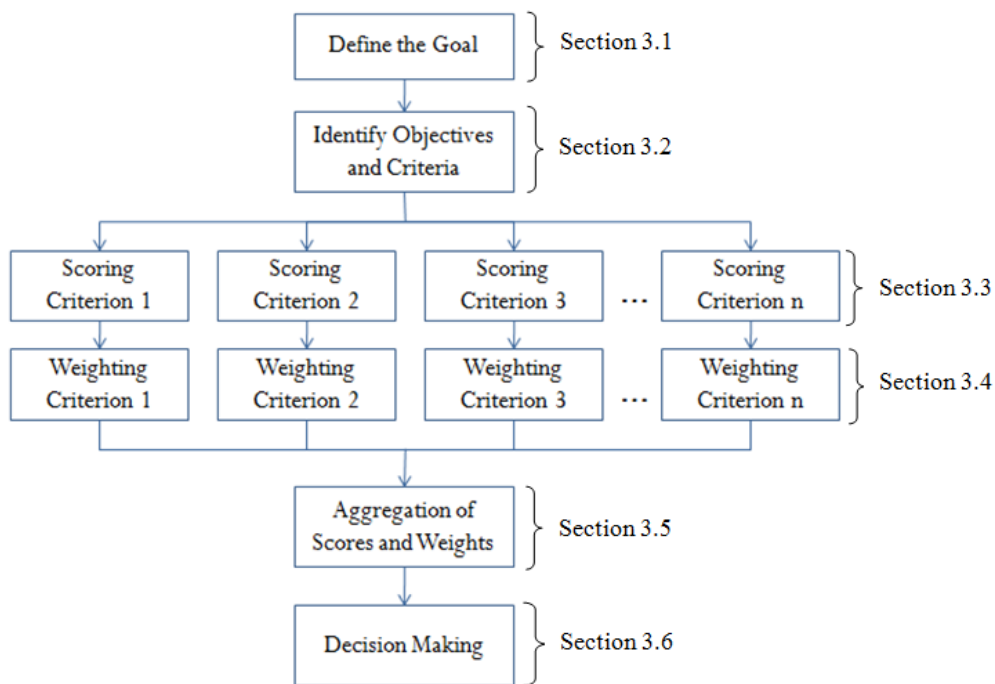 Define the Goal
Section 3.1
Identify Objectives
and Criteria
Section 3.2
Scoring
Criterion 1
Scoring
Criterion 2
Scoring
Criterion 3
...
Scoring
Criterion n
Section 3.3
Weighting
Criterion 1
Weighting
Criterion 2
Weighting
Criterion 3
...
Weighting
Criterion n
Section 3.4
Aggregation of
Scores and Weights
Section 3.5
Decision Making
Section 3.6